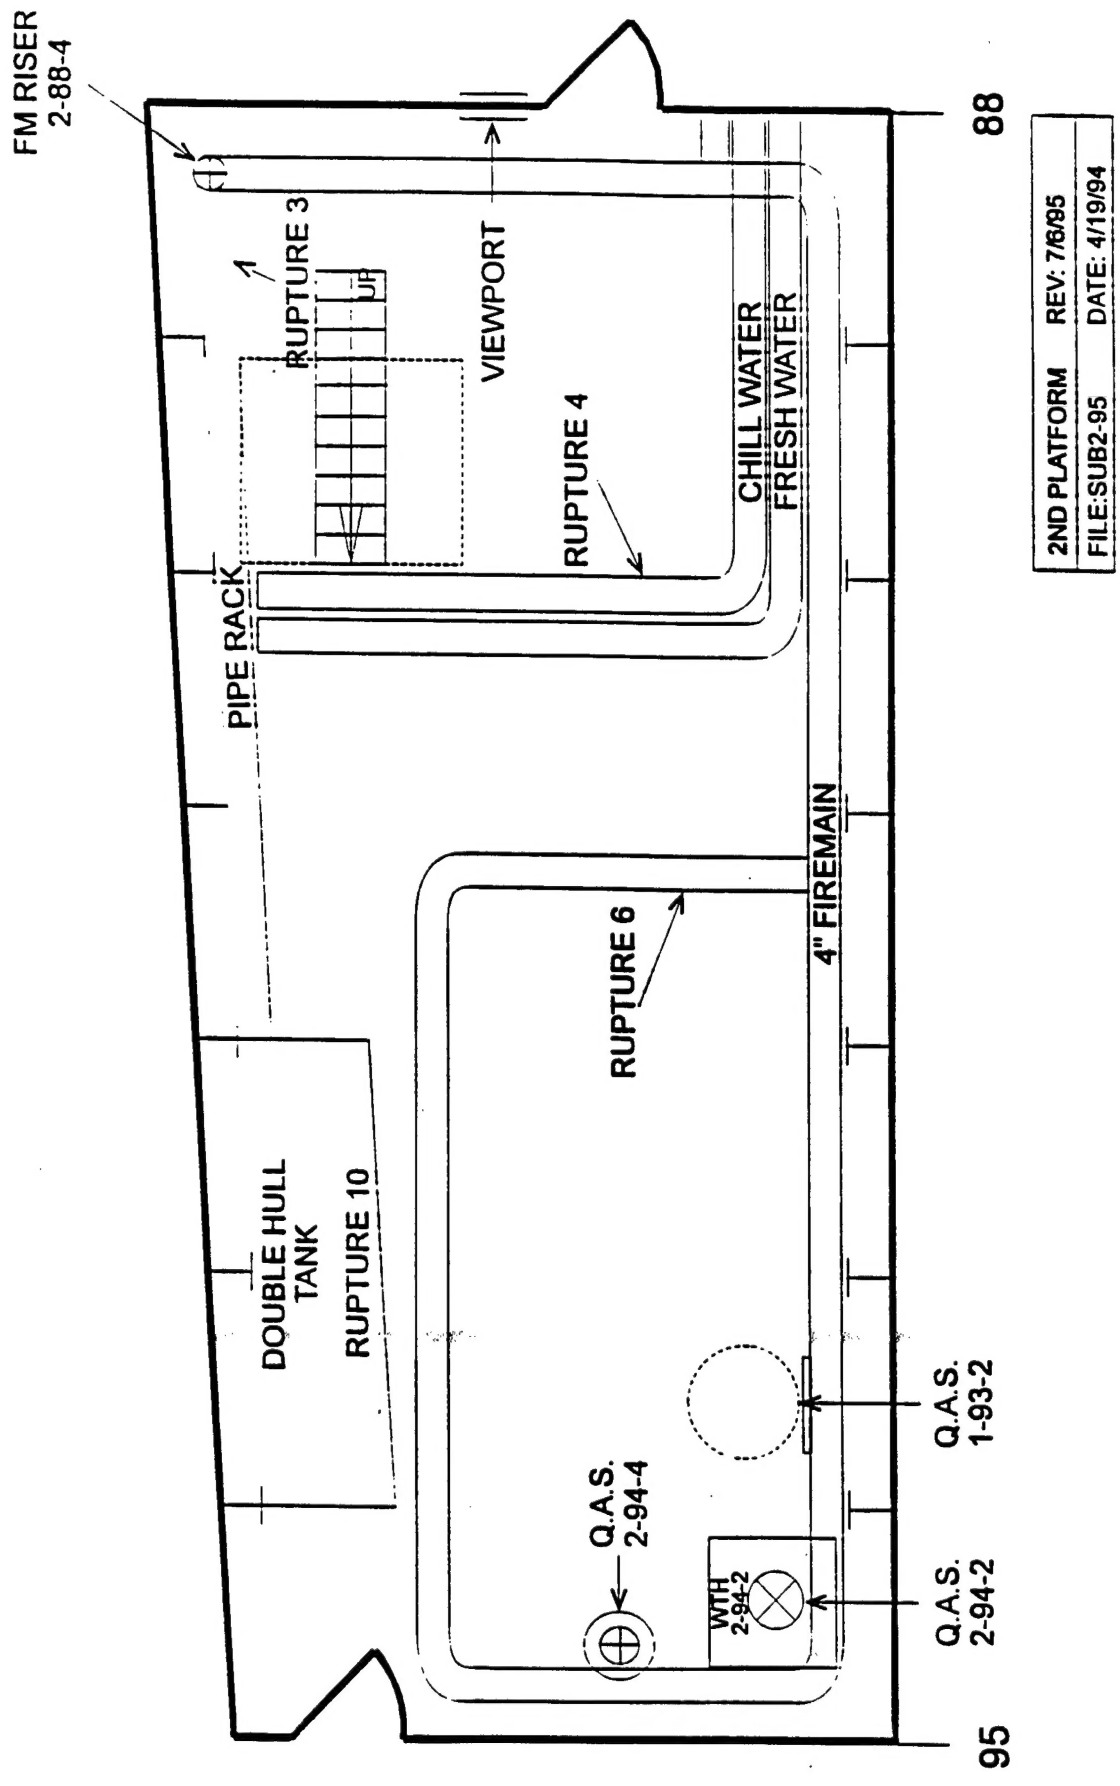 FM RISER
2-88-4
RUPTURE 3
UP
VIEWPORT
PIPE RACK
RUPTURE 4
CHILL WATER
FRESH WATER
88
DOUBLE HULL
TANK
RUPTURE 10
RUPTURE 6
4" FIREMAIN
Q.A.S.
2-94-4
WTH
2-94-2
Q.A.S.
1-93-2
Q.A.S.
2-94-2
95
2ND PLATFORM REV: 7/6/95
FILE:SUB2-95 DATE: 4/19/94